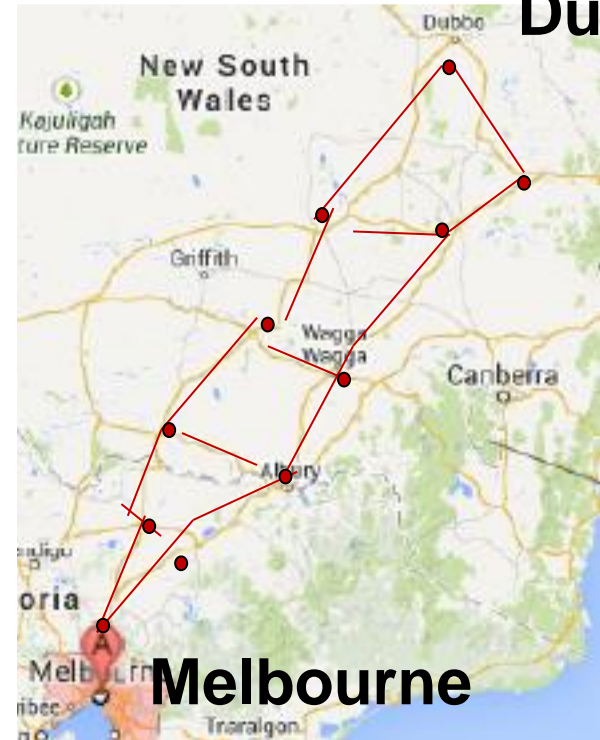 Du
Dubbo
New South
Wales
Kajuligah
ture Reserve
Griffith
Wagga
Wagga
Canberra
Albury
oria
A
Melbourne
Traralgon